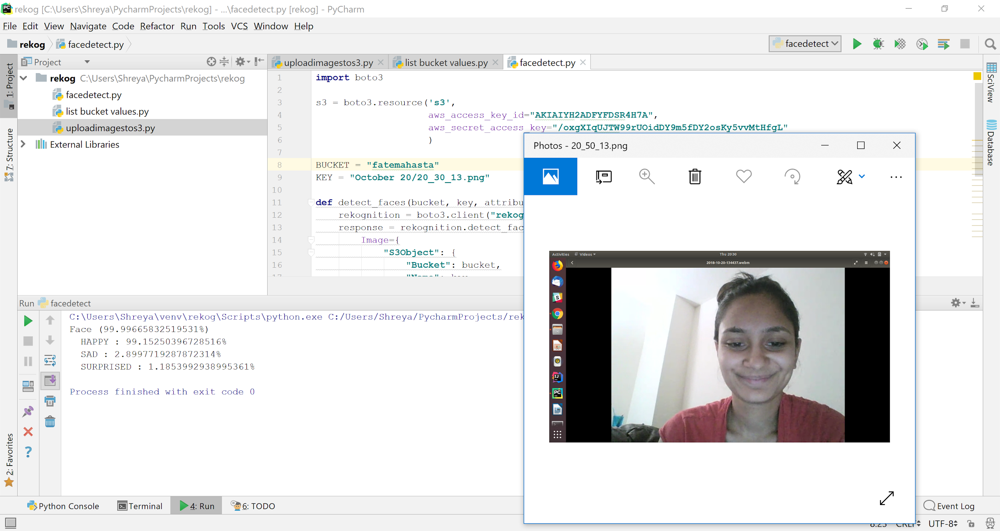 rekog [C:\Users\Shreya\PycharmProjects\rekog] - ...\facedetect.py [rekog] - PyCharm
File Edit View Navigate Code Refactor Run Tools VCS Window Help
rekog facedetect.py facedetect
1: Project
7: Structure
2: Favorites
Project
rekog C:\Users\Shreya\PycharmProjects\rekog
facedetect.py
list bucket values.py
uploadimagestos3.py
External Libraries
uploadimagestos3.py list bucket values.py facedetect.py
1 import boto3
2
3 s3 = boto3.resource('s3',
4 aws_access_key_id="AKIAIYH2ADFYFDSR4H7A",
5 aws_secret_access_key="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"
6 )
7
8 BUCKET = "fatemahasta"
9 KEY = "October 20/20_30_13.png"
10
11 def detect_faces(bucket, key, attribu
12 rekognition = boto3.client("rekog
13 response = rekognition.detect_fac
14 Image={
15 "S3Object": {
16 "Bucket": bucket,
SciView
Database
Photos - 20_50_13.png
Activities Videos Thu 20:30
2018-10-20-134437.webm
Run facedetect
C:\Users\Shreya\venv\rekog\Scripts\python.exe C:/Users/Shreya/PycharmProjects/rek
Face (99.99665832519531%)
HAPPY : 99.15250396728516%
SAD : 2.8997719287872314%
SURPRISED : 1.1853992938995361%
Process finished with exit code 0
Python Console Terminal 4: Run 6: TODO Event Log
UTF-8